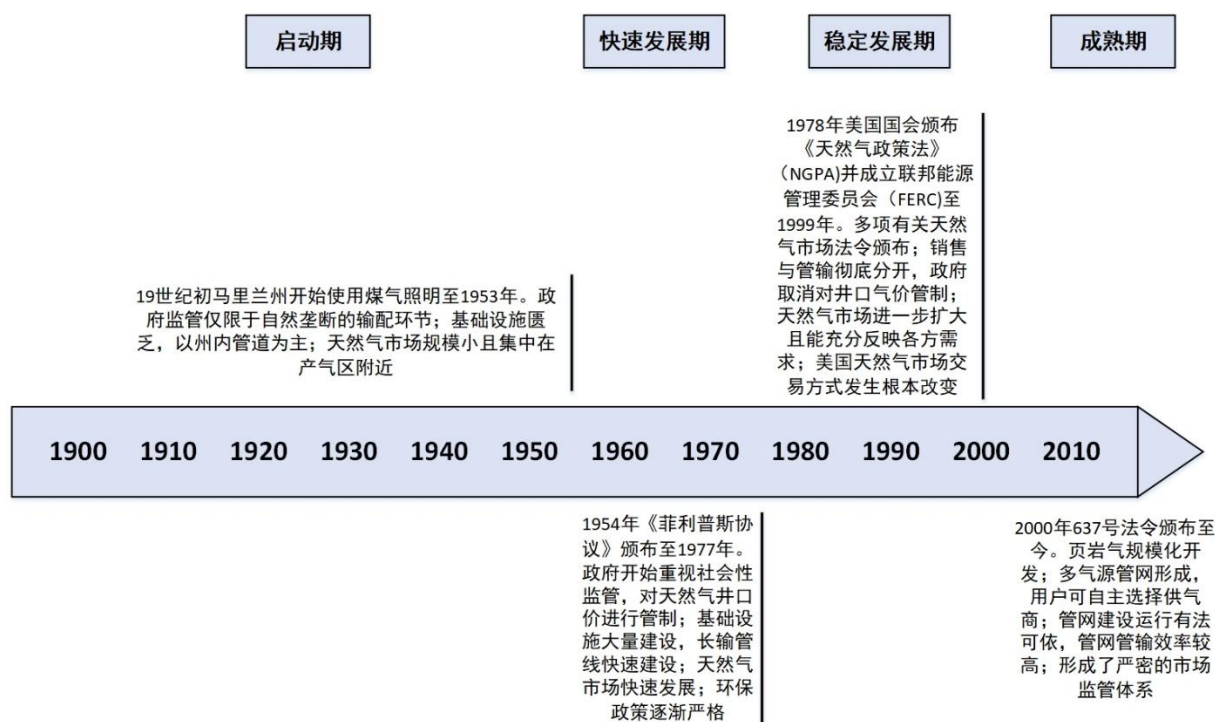 启动期
快速发展期
稳定发展期
成熟期
1978年美国国会颁布
《天然气政策法》
（NGPA)并成立联邦能源
管理委员会（FERC)至
1999年。多项有关天然
气市场法令颁布；销售
与管输彻底分开，政府
取消对井口气价管制；
天然气市场进一步扩大
且能充分反映各方需
求；美国天然气市场交
易方式发生根本改变
19世纪初马里兰州开始使用煤气照明至1953年。政
府监管仅限于自然垄断的输配环节；基础设施匮
乏，以州内管道为主；天然气市场规模小且集中在
产气区附近
1900 1910 1920 1930 1940 1950 1960 1970 1980 1990 2000 2010
1954年《菲利普斯协
议》颁布至1977年。
政府开始重视社会性
监管，对天然气井口
价进行管制；基础设
施大量建设，长输管
线快速建设；天然气
市场快速发展；环保
政策逐渐严格
2000年637号法令颁布至
今。页岩气规模化开
发；多气源管网形成，
用户可自主选择供气
商；管网建设运行有法
可依，管网管输效率较
高；形成了严密的市场
监管体系